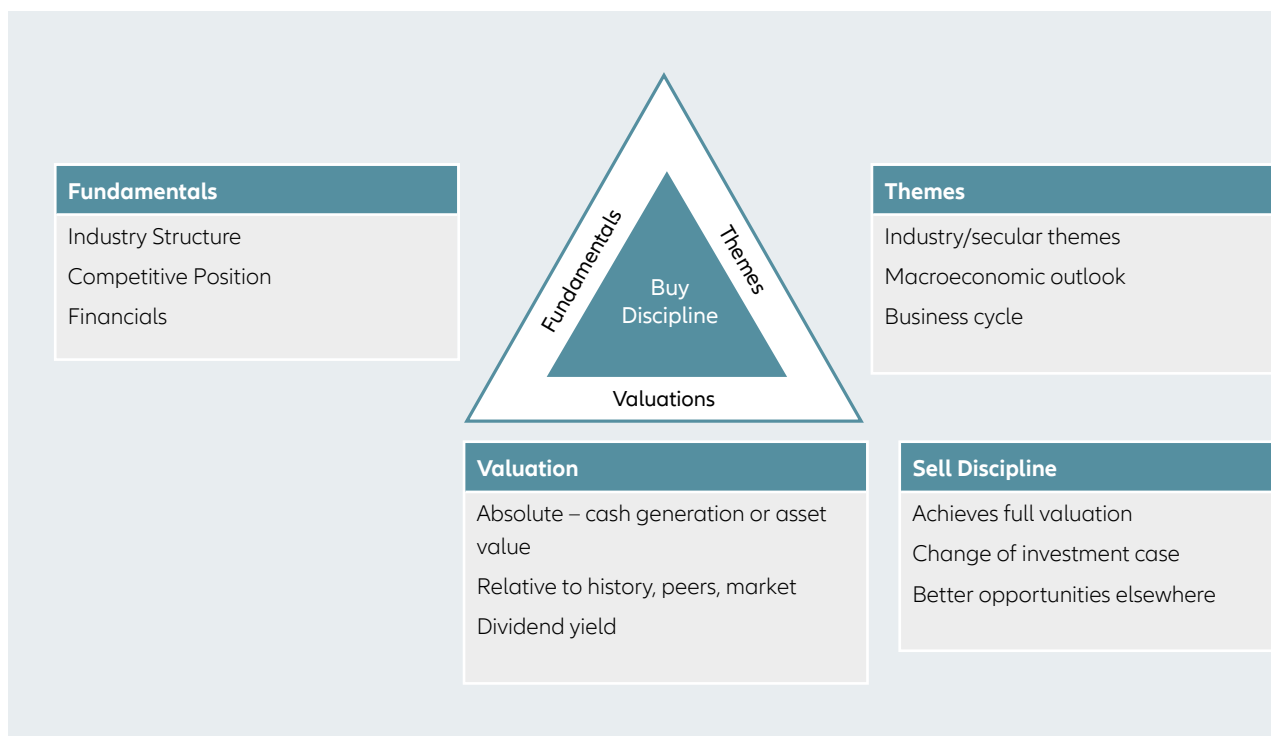 Fundamentals
Industry Structure
Competitive Position
Financials
Fundamentals
Themes
Buy
Discipline
Valuations
Themes
Industry/secular themes
Macroeconomic outlook
Business cycle
Valuation
Absolute – cash generation or asset
value
Relative to history, peers, market
Dividend yield
Sell Discipline
Achieves full valuation
Change of investment case
Better opportunities elsewhere